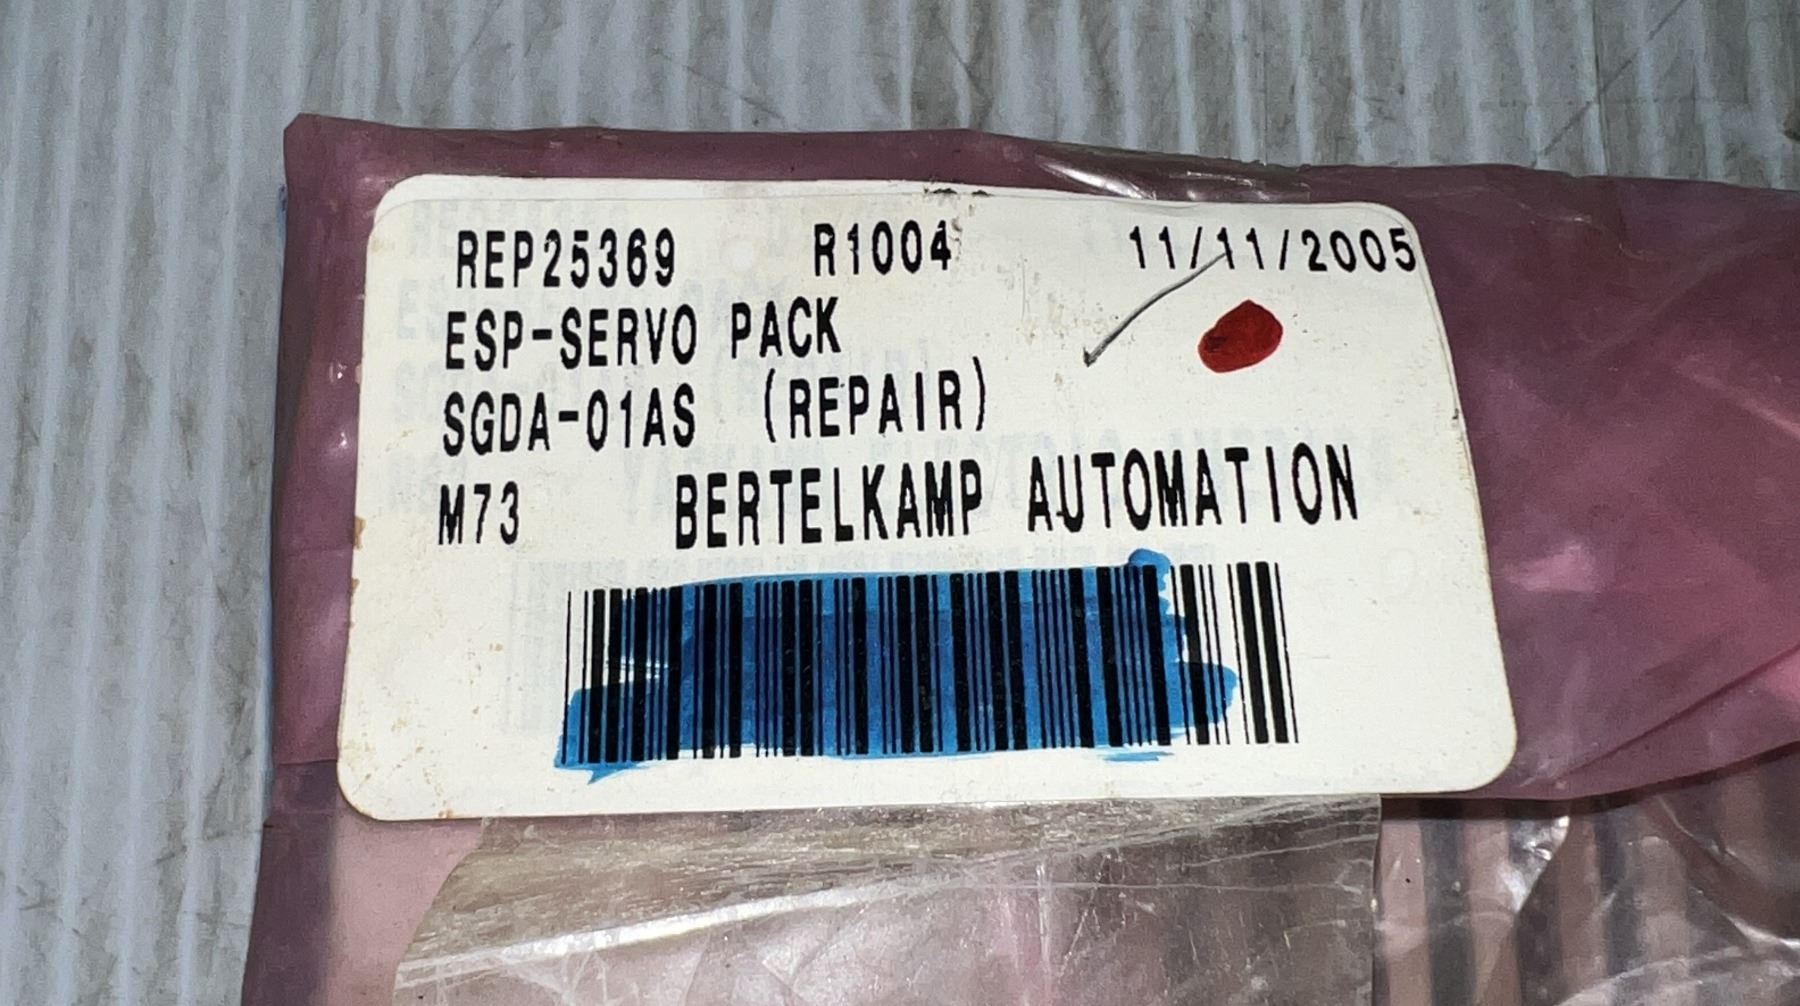 REP25369 R1004 11/11/2005
ESP-SERVO PACK
SGDA-01AS (REPAIR)
M73 BERTELKAMP AUTOMATION